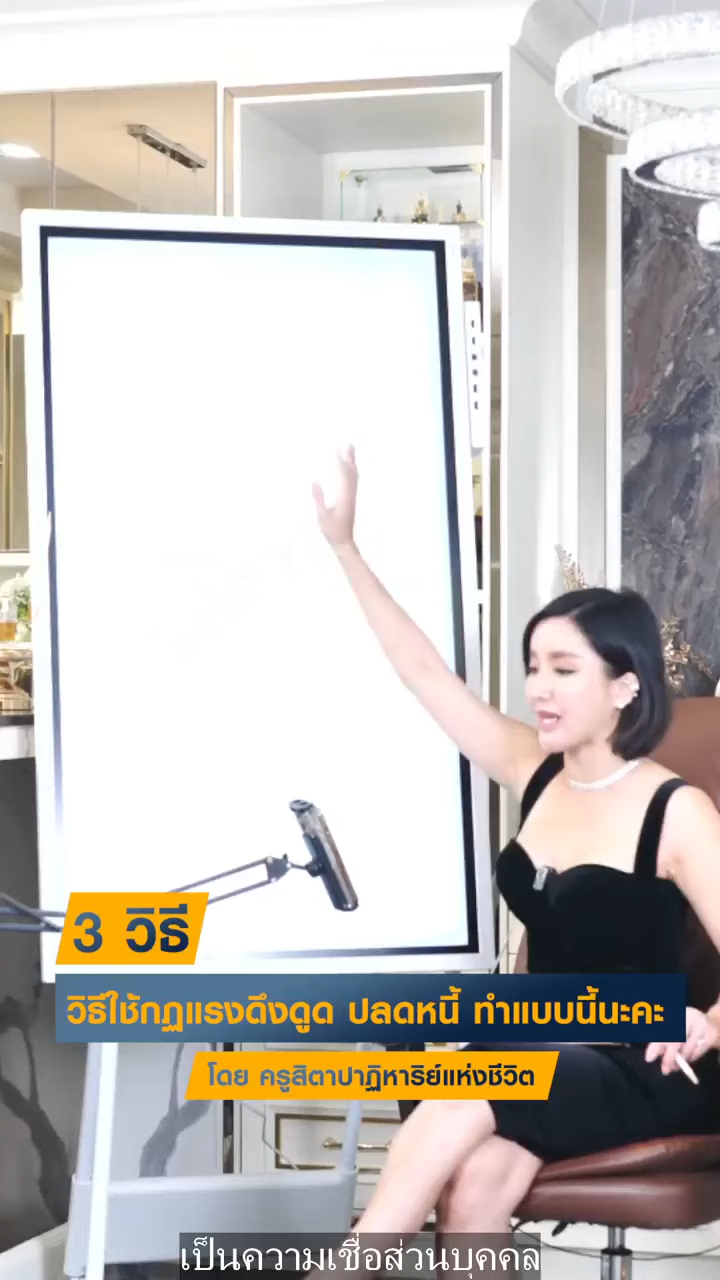 3 วิธี
วิธีใช้กฏแรงดึงดูด ปลดหนี้ ทำแบบนี้นะคะ
โดย ครูสิตาปาฏิหาริย์แห่งชีวิต
เป็นความเชื่อส่วนบุคคล